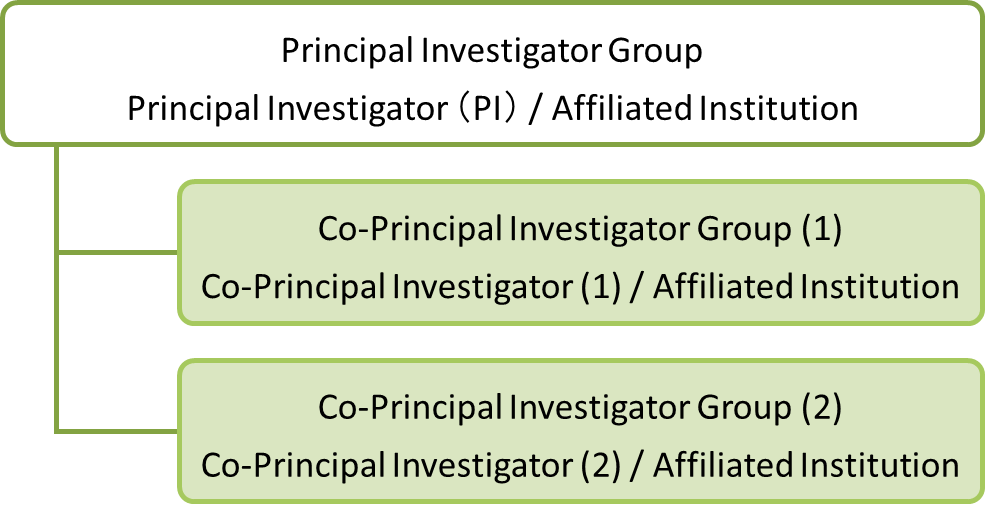 Principal Investigator Group
Principal Investigator（PI）/ Affiliated Institution
Co-Principal Investigator Group (1)
Co-Principal Investigator (1) / Affiliated Institution
Co-Principal Investigator Group (2)
Co-Principal Investigator (2) / Affiliated Institution